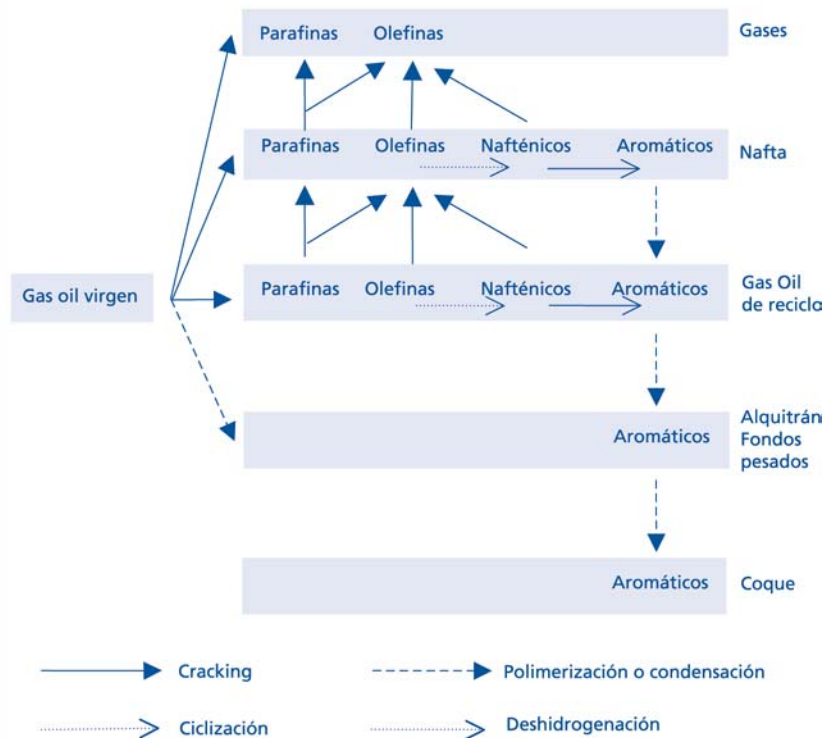 Parafinas Olefinas
Gases
Parafinas Olefinas Nafténicos Aromáticos
Nafta
Gas oil virgen
Parafinas Olefinas Nafténicos Aromáticos
Gas Oil
de reciclo
Aromáticos
Alquitrán
Fondos
pesados
Aromáticos
Coque
Cracking
Polimerización o condensación
Ciclización
Deshidrogenación